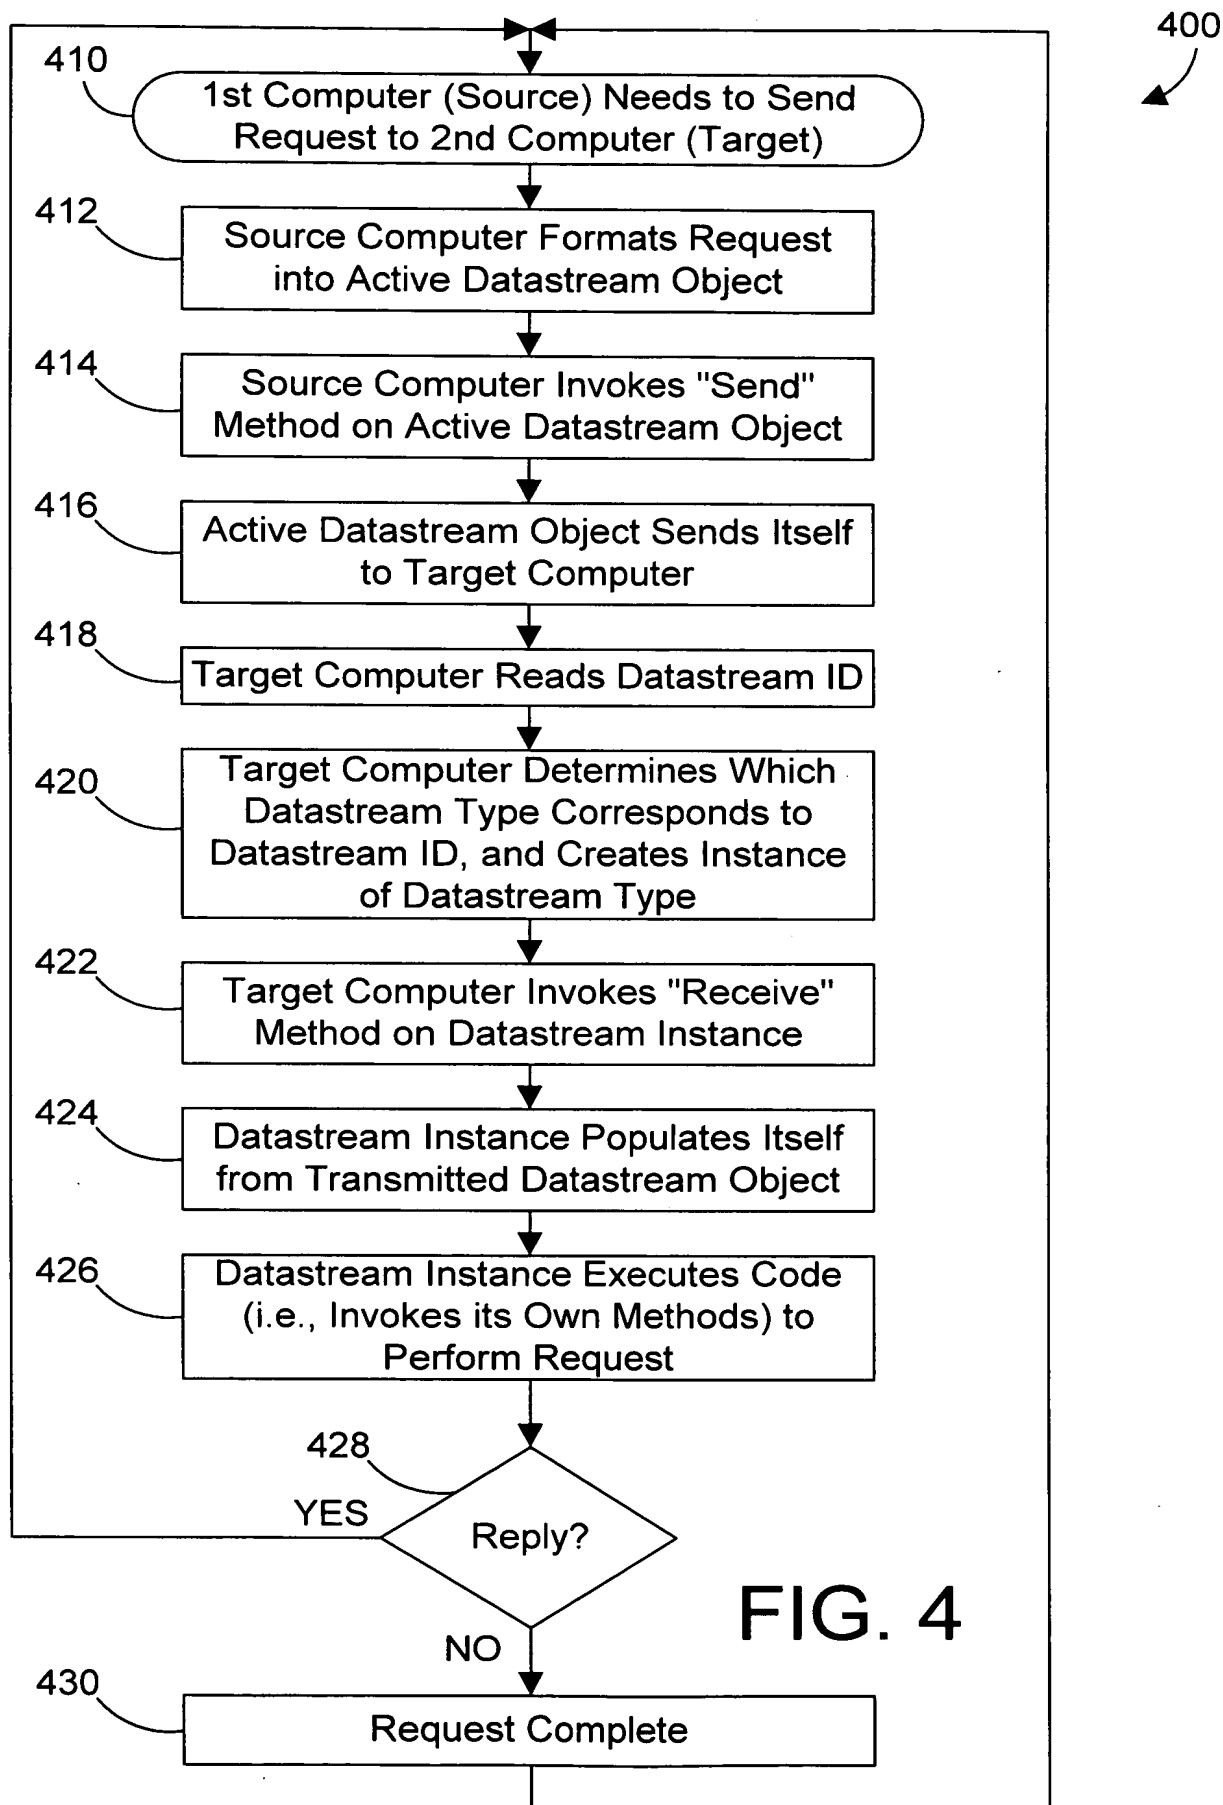 400
410
1st Computer (Source) Needs to Send
Request to 2nd Computer (Target)
412
Source Computer Formats Request
into Active Datastream Object
414
Source Computer Invokes "Send"
Method on Active Datastream Object
416
Active Datastream Object Sends Itself
to Target Computer
418
Target Computer Reads Datastream ID
420
Target Computer Determines Which
Datastream Type Corresponds to
Datastream ID, and Creates Instance
of Datastream Type
422
Target Computer Invokes "Receive"
Method on Datastream Instance
424
Datastream Instance Populates Itself
from Transmitted Datastream Object
426
Datastream Instance Executes Code
(i.e., Invokes its Own Methods) to
Perform Request
428
YES
Reply?
FIG. 4
NO
430
Request Complete